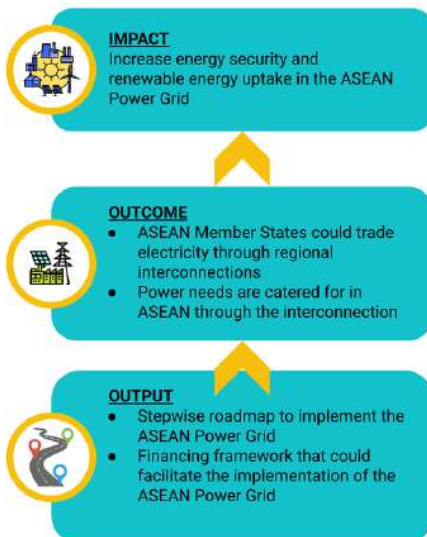 IMPACT
Increase energy security and
renewable energy uptake in the ASEAN
Power Grid
OUTCOME
● ASEAN Member States could trade
electricity through regional
interconnections
● Power needs are catered for in
ASEAN through the interconnection
OUTPUT
● Stepwise roadmap to implement the
ASEAN Power Grid
● Financing framework that could
facilitate the implementation of the
ASEAN Power Grid